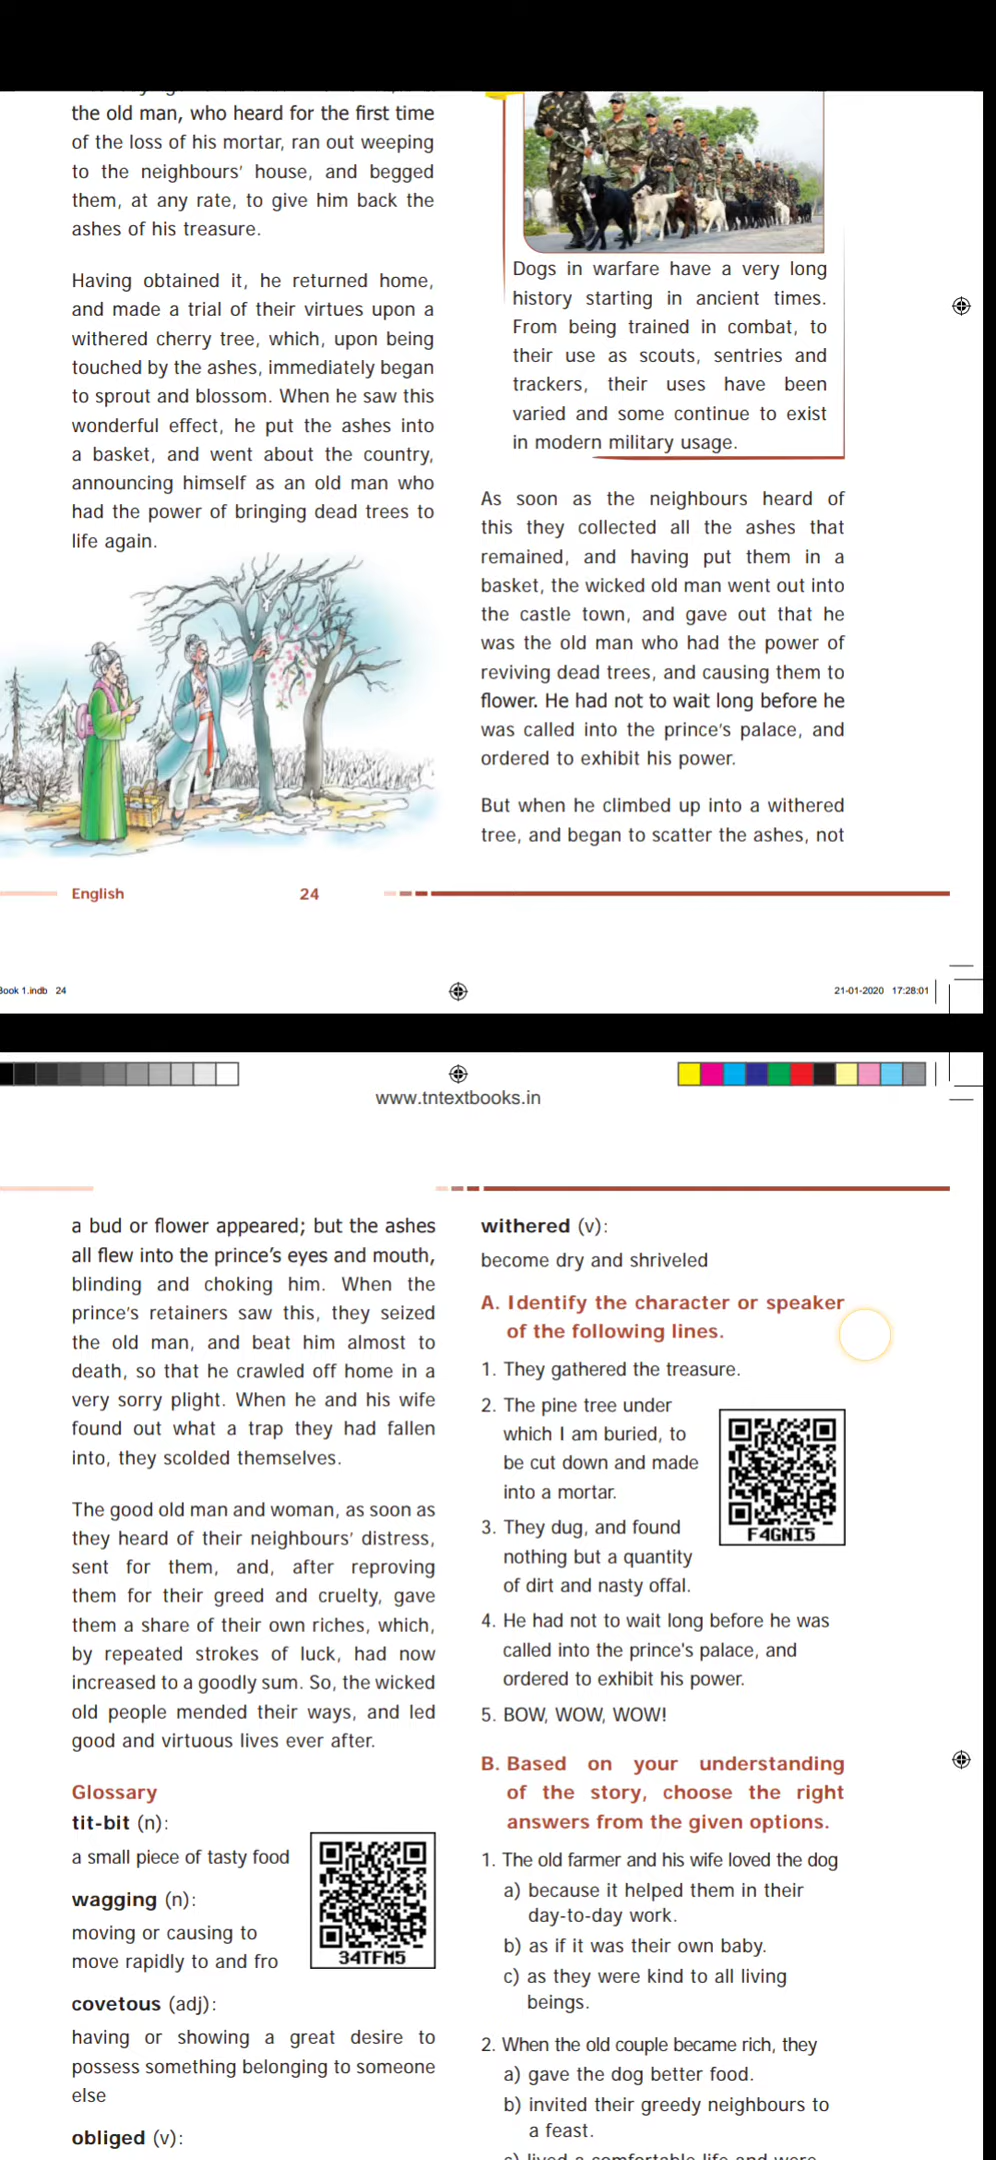 the old man, who heard for the first time
of the loss of his mortar, ran out weeping
to the neighbours' house, and begged
them, at any rate, to give him back the
ashes of his treasure.
Having obtained it, he returned home,
and made a trial of their virtues upon a
withered cherry tree, which, upon being
touched by the ashes, immediately began
to sprout and blossom. When he saw this
wonderful effect, he put the ashes into
a basket, and went about the country,
announcing himself as an old man who
had the power of bringing dead trees to
life again.
Dogs in warfare have a very long
history starting in ancient times.
From being trained in combat, to
their use as scouts, sentries and
trackers, their uses have been
varied and some continue to exist
in modern military usage.
As soon as the neighbours heard of
this they collected all the ashes that
remained, and having put them in a
basket, the wicked old man went out into
the castle town, and gave out that he
was the old man who had the power of
reviving dead trees, and causing them to
flower. He had not to wait long before he
was called into the prince's palace, and
ordered to exhibit his power.
But when he climbed up into a withered
tree, and began to scatter the ashes, not
English 24
Book 1.indb 24
21-01-2020 17:28:01
www.tntextbooks.in
a bud or flower appeared; but the ashes
all flew into the prince's eyes and mouth,
blinding and choking him. When the
prince's retainers saw this, they seized
the old man, and beat him almost to
death, so that he crawled off home in a
very sorry plight. When he and his wife
found out what a trap they had fallen
into, they scolded themselves.
The good old man and woman, as soon as
they heard of their neighbours' distress,
sent for them, and, after reproving
them for their greed and cruelty, gave
them a share of their own riches, which,
by repeated strokes of luck, had now
increased to a goodly sum. So, the wicked
old people mended their ways, and led
good and virtuous lives ever after.
Glossary
tit-bit (n):
a small piece of tasty food
wagging (n):
moving or causing to
move rapidly to and fro
34TFM5
covetous (adj):
having or showing a great desire to
possess something belonging to someone
else
obliged (v):
withered (v):
become dry and shriveled
A. Identify the character or speaker
of the following lines.
1. They gathered the treasure.
2. The pine tree under
which I am buried, to
be cut down and made
into a mortar.
3. They dug, and found
nothing but a quantity
of dirt and nasty offal.
F4GNI5
4. He had not to wait long before he was
called into the prince's palace, and
ordered to exhibit his power.
5. BOW, WOW, WOW!
B. Based on your understanding
of the story, choose the right
answers from the given options.
1. The old farmer and his wife loved the dog
a) because it helped them in their
day-to-day work.
b) as if it was their own baby.
c) as they were kind to all living
beings.
2. When the old couple became rich, they
a) gave the dog better food.
b) invited their greedy neighbours to
a feast.
c) lived a comfortable life and were